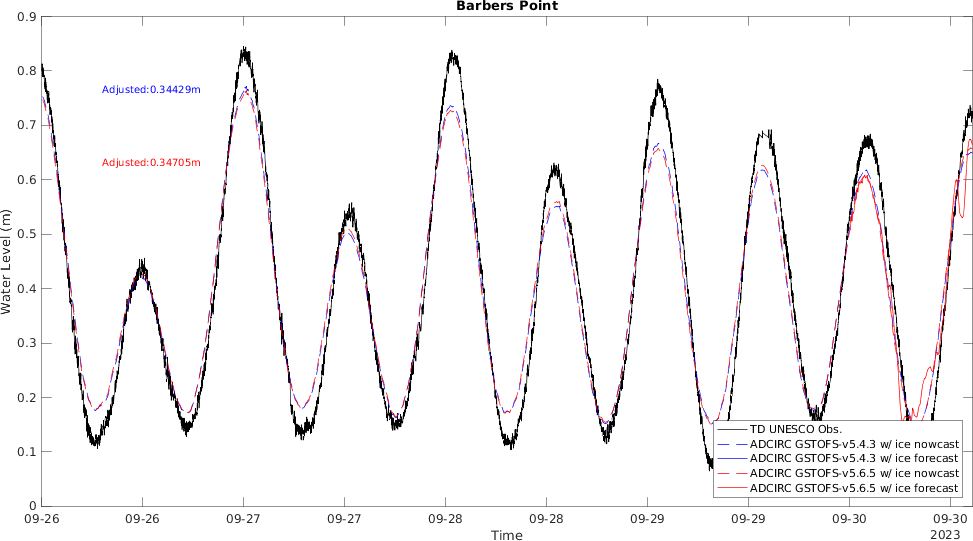 Barbers Point
0.9
0.8
0.7
0.6
0.5
0.4
0.3
0.2
0.1
0
Water Level (m)
Adjusted:0.34429m
Adjusted:0.34705m
TD UNESCO Obs.
ADCIRC GSTOFS-v5.4.3 w/ ice nowcast
ADCIRC GSTOFS-v5.4.3 w/ ice forecast
ADCIRC GSTOFS-v5.6.5 w/ ice nowcast
ADCIRC GSTOFS-v5.6.5 w/ ice forecast
09-26 09-26 09-27 09-27 09-28 09-28 09-29 09-29 09-30 09-30
2023
Time